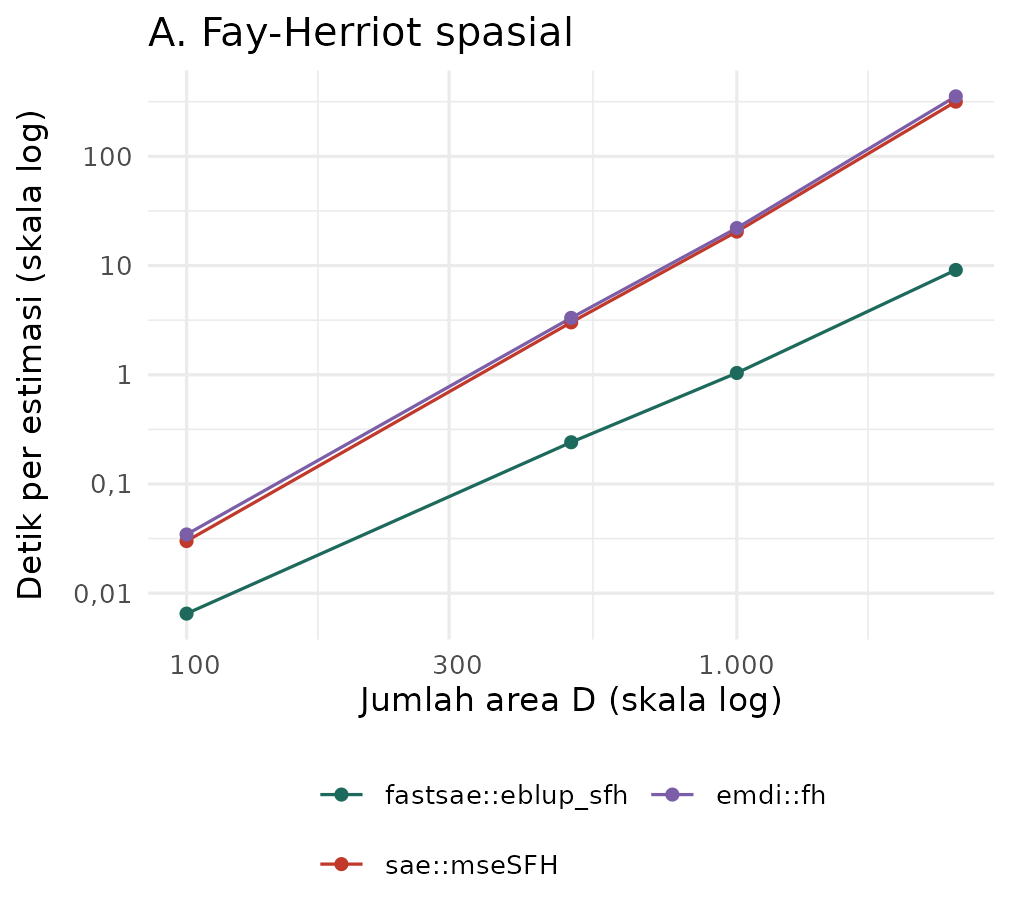 A. Fay-Herriot spasial
Detik per estimasi (skala log)
100
10
1
0,1
0,01
100 300 1.000
Jumlah area D (skala log)
fastsae::eblup_sfh emdi::fh
sae::mseSFH